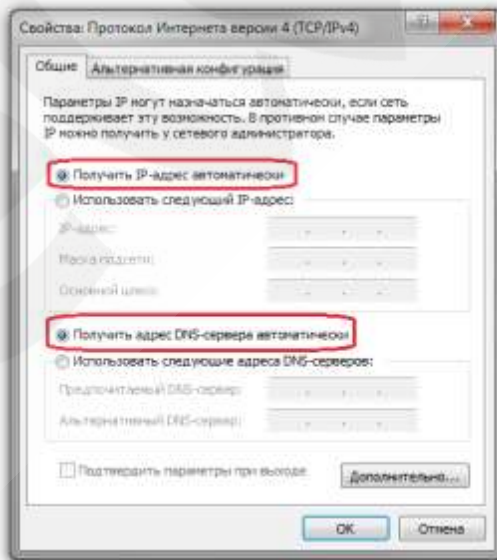 Свойства: Протокол Интернета версии 4 (TCP/IPv4)
Общие
Альтернативная конфигурация
Параметры IP могут назначаться автоматически, если сеть
поддерживает эту возможность. В противном случае параметры
IP можно получить у сетевого администратора.
Получить IP-адрес автоматически
Использовать следующий IP-адрес:
IP-адрес:
Маска подсети:
Основной шлюз:
Получить адрес DNS-сервера автоматически
Использовать следующие адреса DNS-серверов:
Предпочитаемый DNS-сервер:
Альтернативный DNS-сервер:
Подтвердить параметры при выходе
Дополнительно...
ОК
Отмена